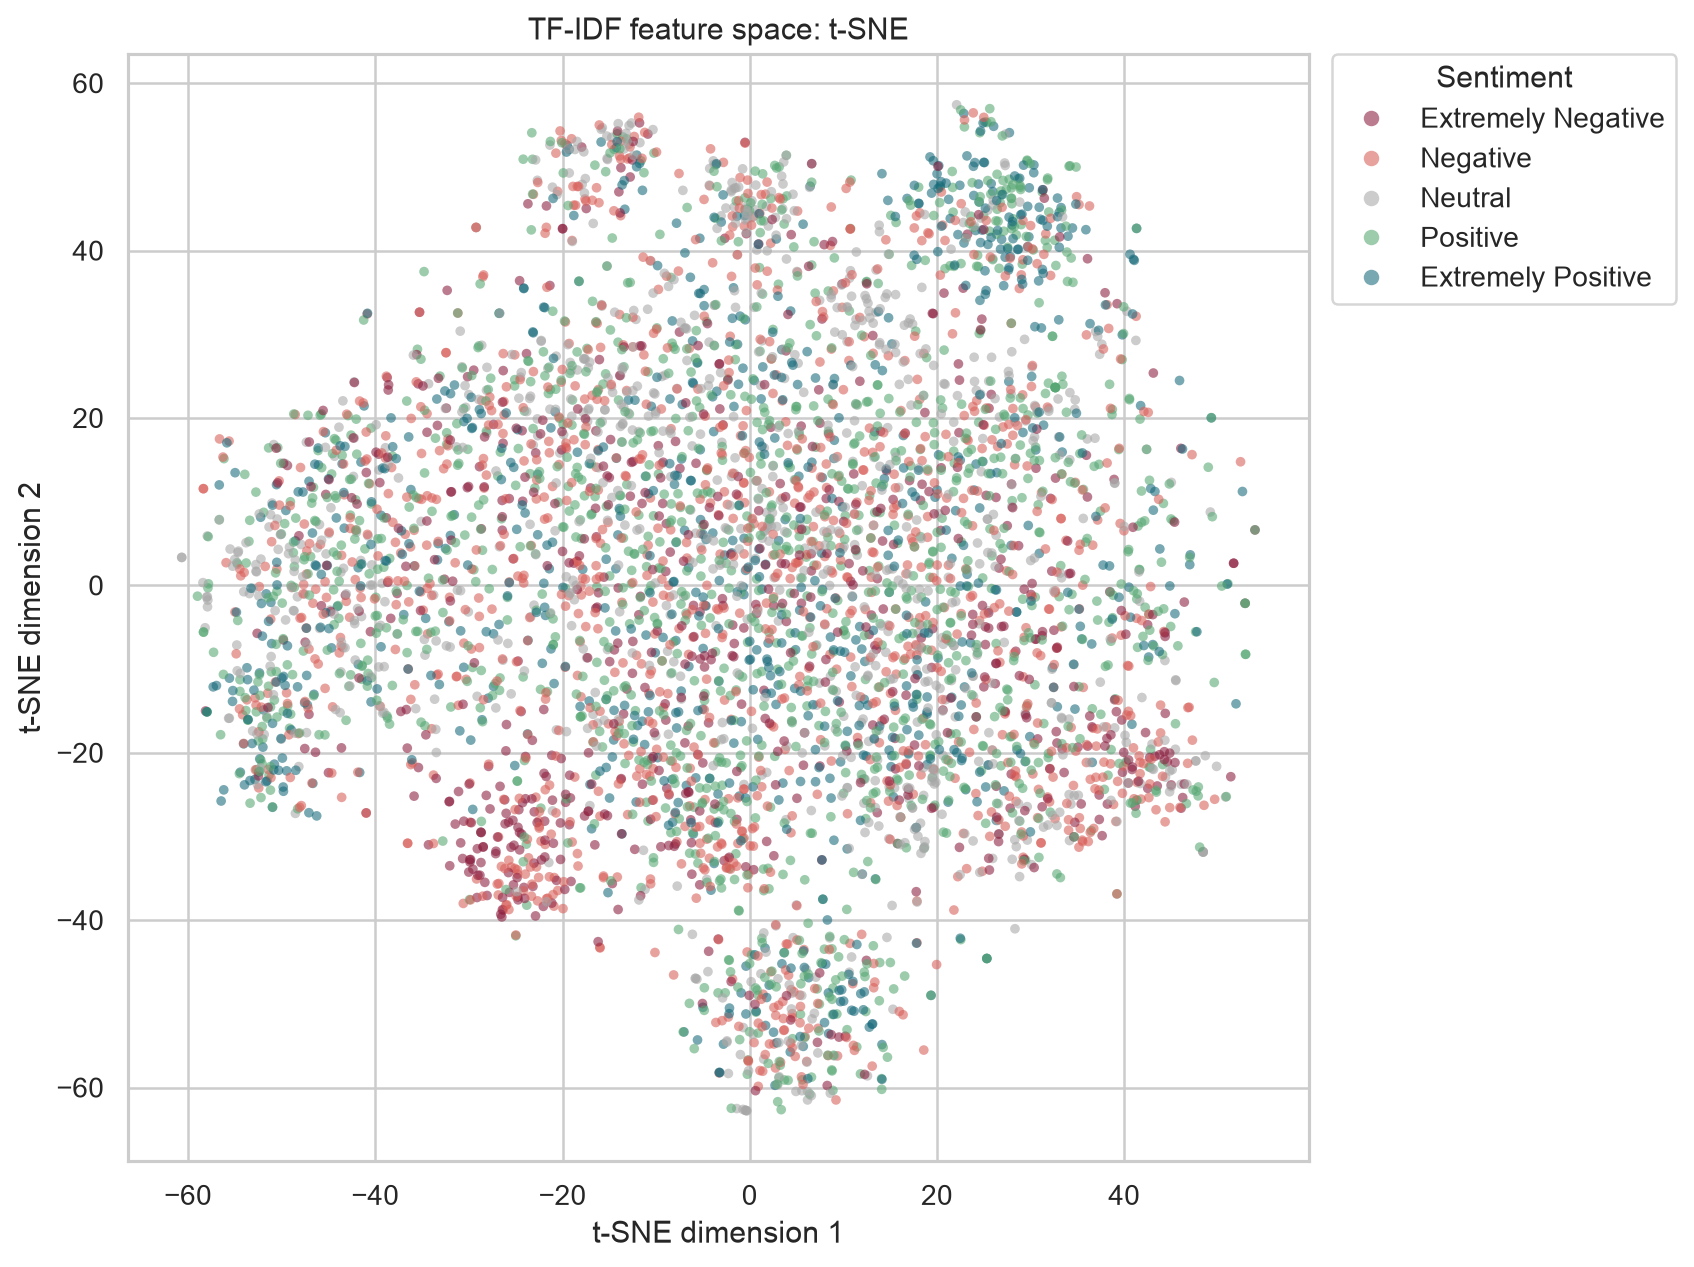 TF-IDF feature space: t-SNE
Sentiment
Extremely Negative
Negative
Neutral
Positive
Extremely Positive
t-SNE dimension 2
60
40
20
0
−20
−40
−60
−60
−40
−20
0
20
40
t-SNE dimension 1